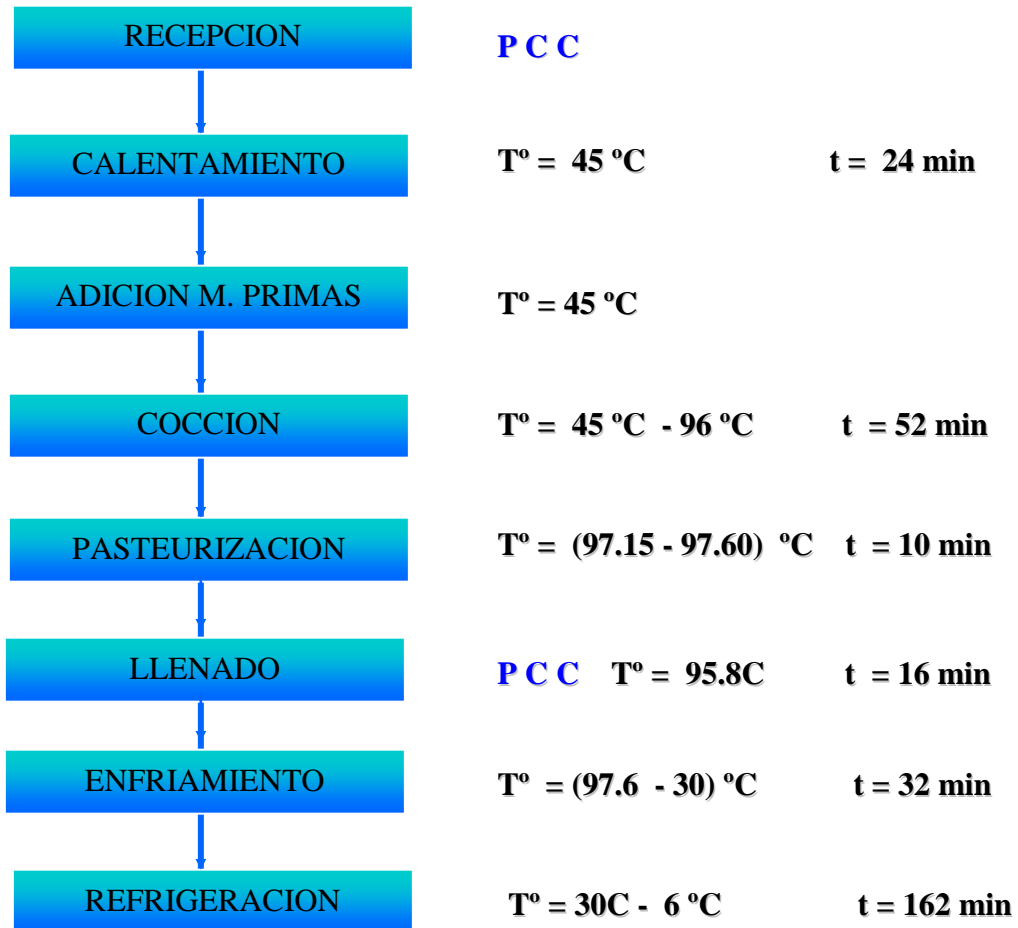 RECEPCION P C C
CALENTAMIENTO Tº = 45 ºC t = 24 min
ADICION M. PRIMAS Tº = 45 ºC
COCCION Tº = 45 ºC - 96 ºC t = 52 min
PASTEURIZACION Tº = (97.15 - 97.60) ºC t = 10 min
LLENADO P C C Tº = 95.8C t = 16 min
ENFRIAMIENTO Tº = (97.6 - 30) ºC t = 32 min
REFRIGERACION Tº = 30C - 6 ºC t = 162 min